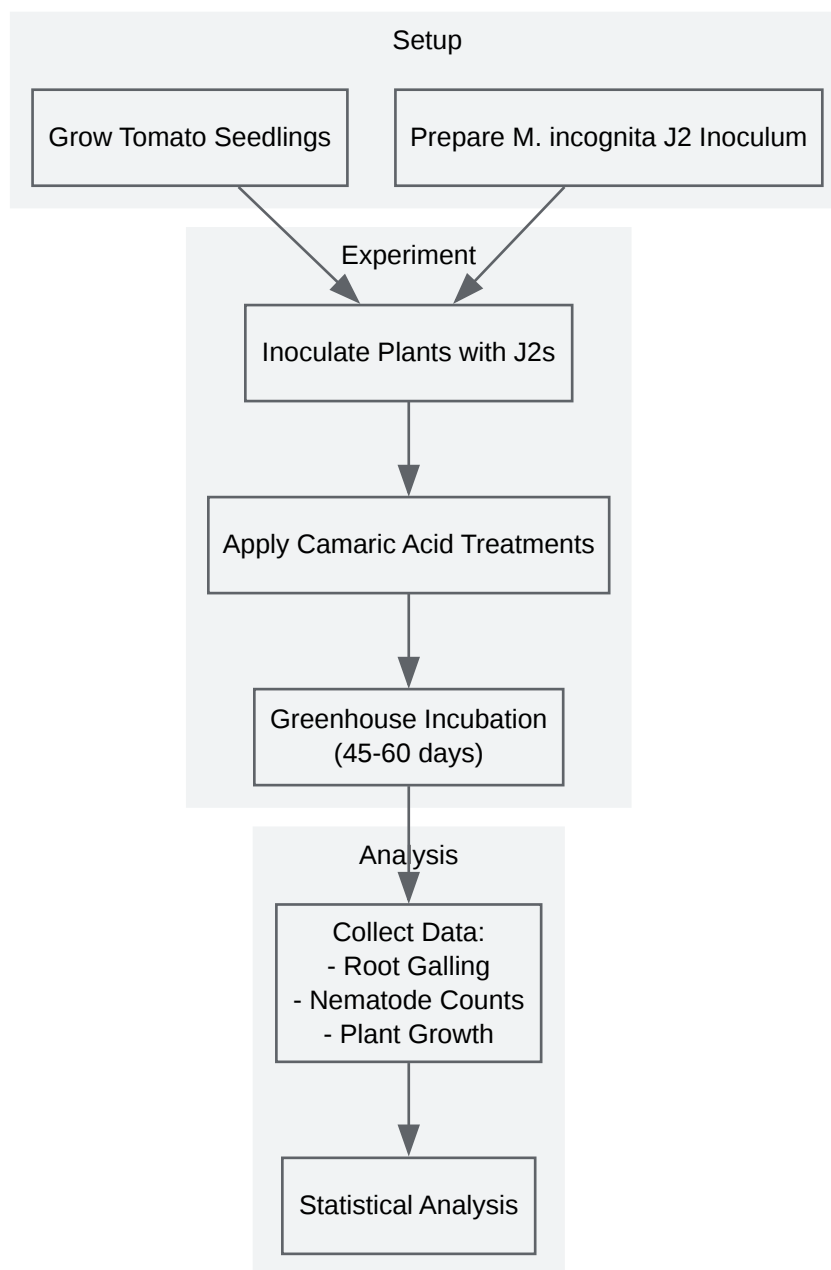 Setup
Grow Tomato Seedlings
Prepare M. incognita J2 Inoculum
Experiment
Inoculate Plants with J2s
Apply Camaric Acid Treatments
Greenhouse Incubation
(45-60 days)
Analysis
Collect Data:
- Root Galling
- Nematode Counts
- Plant Growth
Statistical Analysis